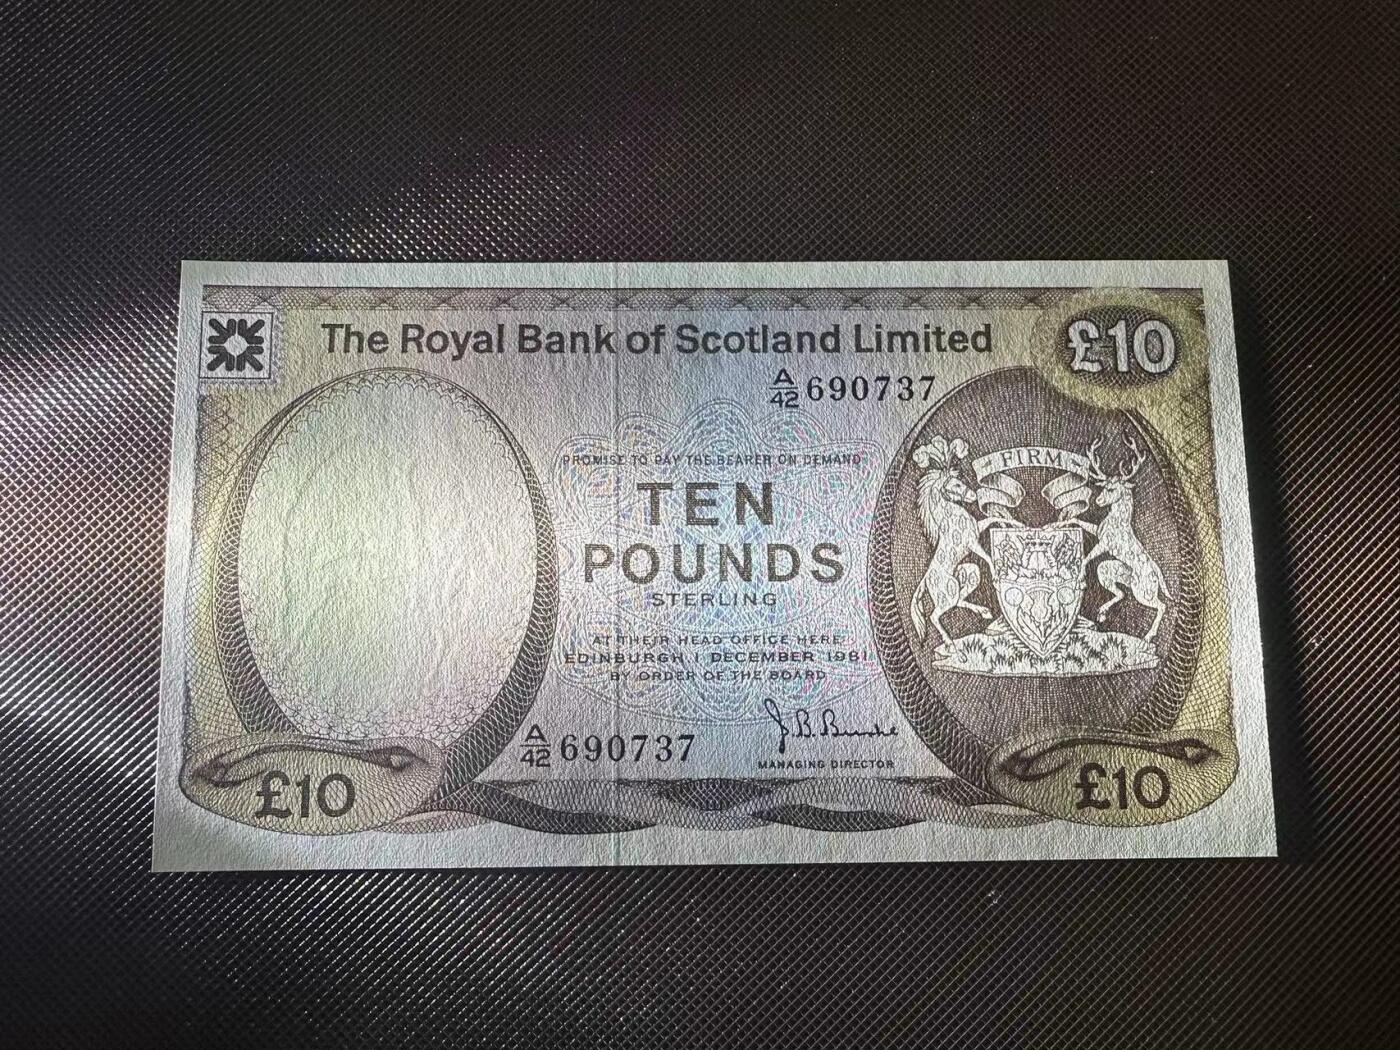 The Royal Bank of Scotland Limited
£10
A/42 690737
PROMISE TO PAY THE BEARER ON DEMAND
FIRM
TEN
POUNDS
STERLING
AT THEIR HEAD OFFICE HERE
EDINBURGH 1 DECEMBER 1981
BY ORDER OF THE BOARD
A/42 690737
J B Burke
MANAGING DIRECTOR
£10
£10